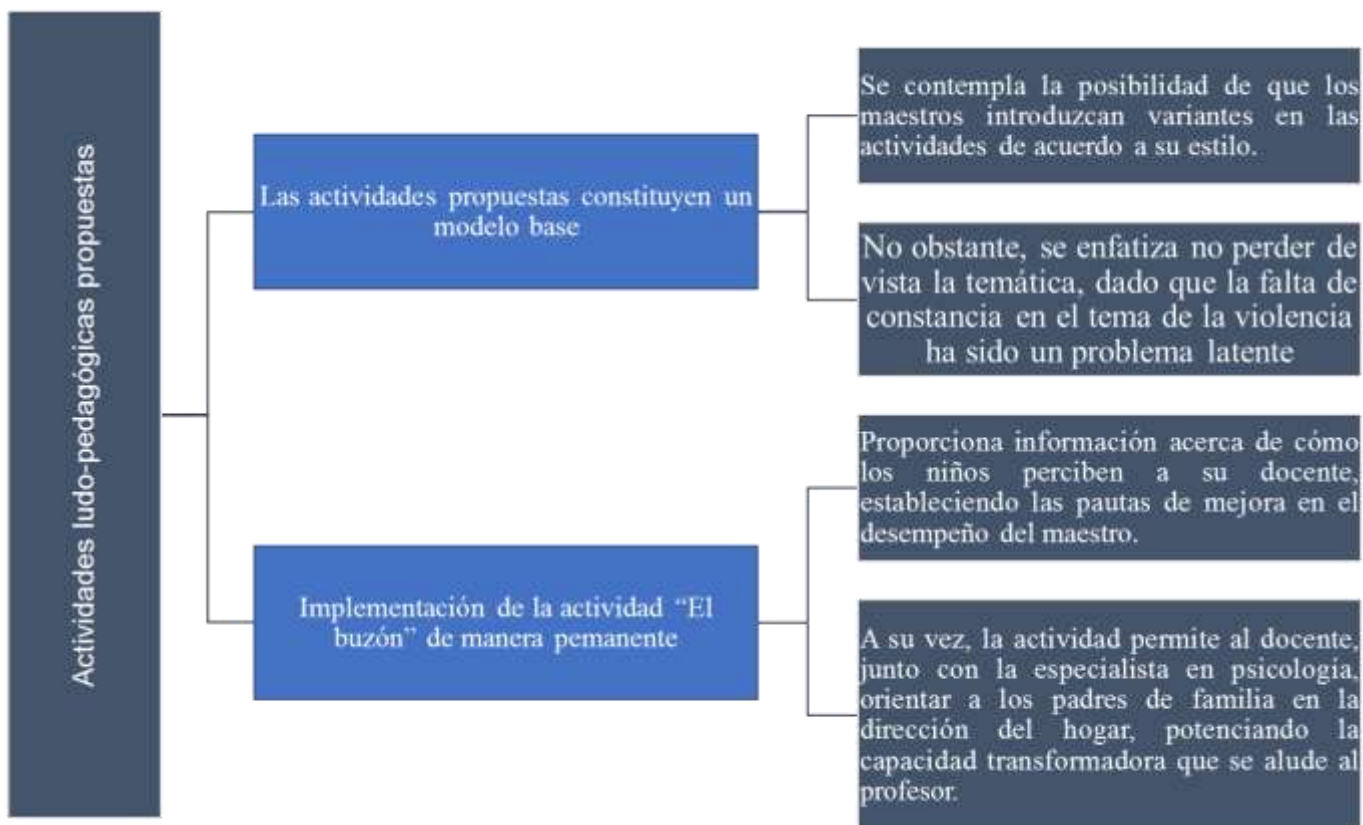 Actividades ludo-pedagógicas propuestas
Las actividades propuestas constituyen un
modelo base
Se contempla la posibilidad de que los
maestros introduzcan variantes en las
actividades de acuerdo a su estilo.
No obstante, se enfatiza no perder de
vista la temática, dado que la falta de
constancia en el tema de la violencia
ha sido un problema latente
Implementación de la actividad “El
buzón” de manera pemanente
Proporciona información acerca de cómo
los niños perciben a su docente,
estableciendo las pautas de mejora en el
desempeño del maestro.
A su vez, la actividad permite al docente,
junto con la especialista en psicología,
orientar a los padres de familia en la
dirección del hogar, potenciando la
capacidad transformadora que se alude al
profesor.